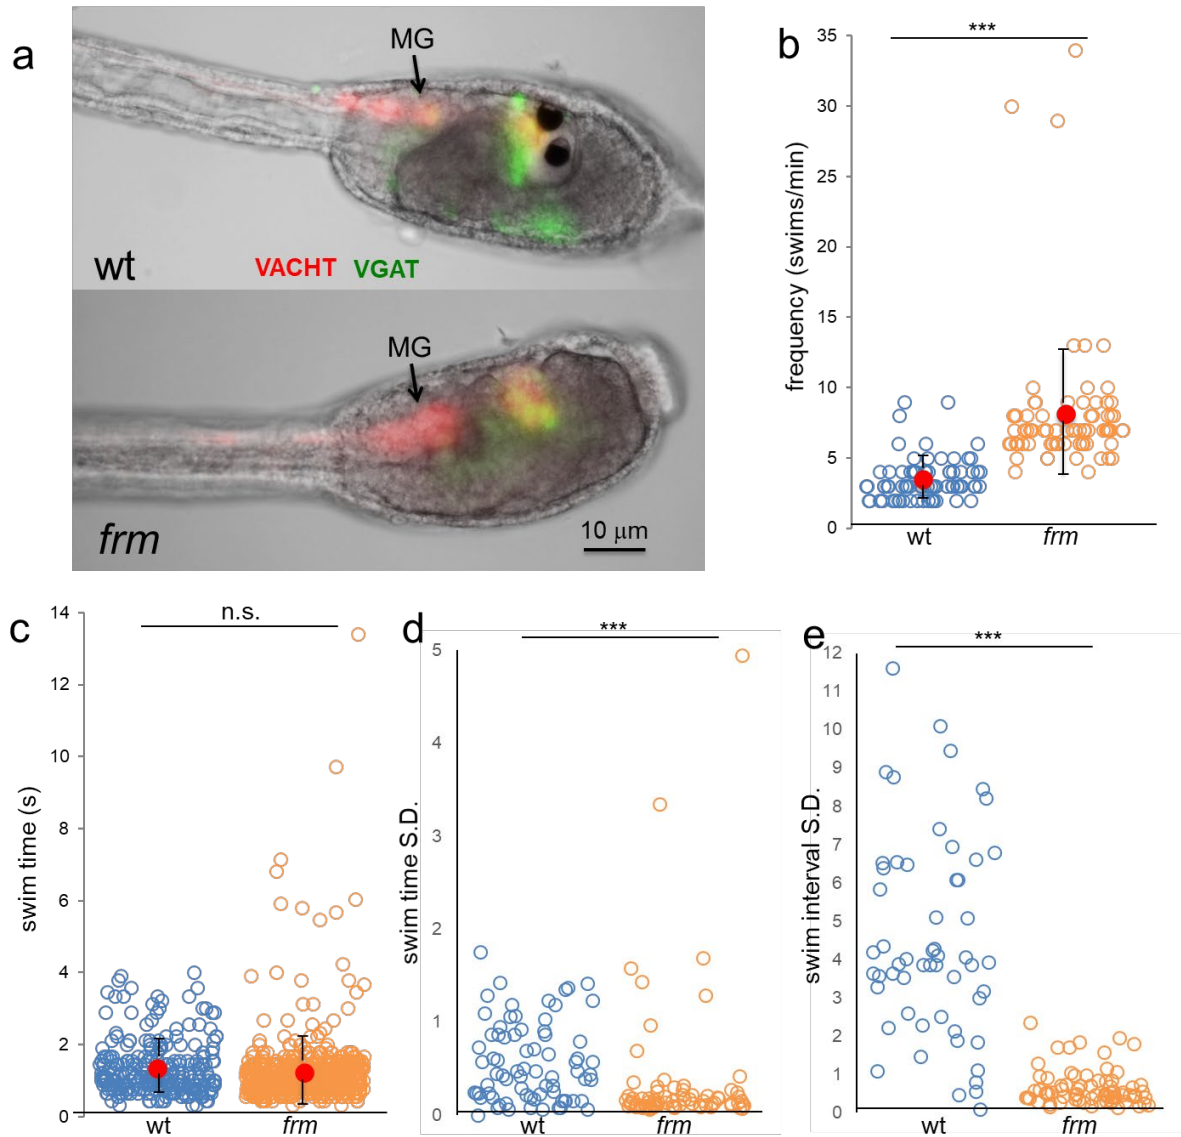 a
MG
wt
VACHT VGAT
MG
frm
10 μm
b
***
frequency (swims/min)
35
30
25
20
15
10
5
0
wt frm
c
n.s.
swim time (s)
14
12
10
8
6
4
2
0
wt frm
d
***
swim time S.D.
5
4
3
2
1
0
wt frm
e
***
swim interval S.D.
12
11
10
9
8
7
6
5
4
3
2
1
0
wt frm